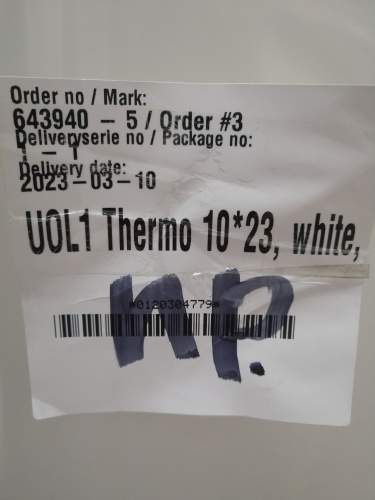 Order no / Mark:
643940 – 5 / Order #3
Deliveryserie no / Package no:
1 – 1
Delivery date:
2023–03–10
UOL1 Thermo 10*23, white,
*0120304779*
np.